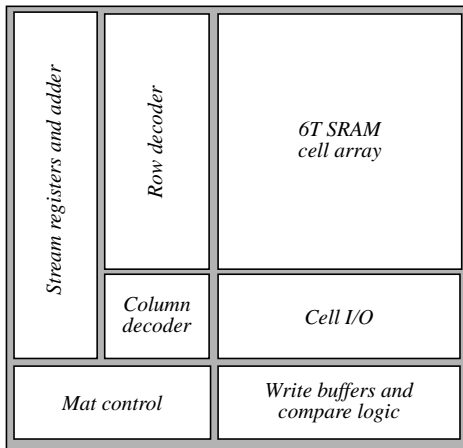 Stream registers and adder
Row decoder
6T SRAM
cell array
Column
decoder
Cell I/O
Mat control
Write buffers and
compare logic